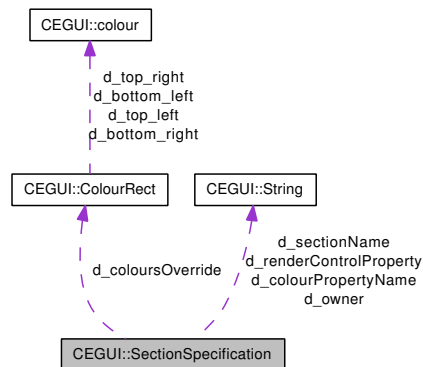 CEGUI::colour
d_top_right
d_bottom_left
d_top_left
d_bottom_right
CEGUI::ColourRect
CEGUI::String
d_coloursOverride
d_sectionName
d_renderControlProperty
d_colourPropertyName
d_owner
CEGUI::SectionSpecification